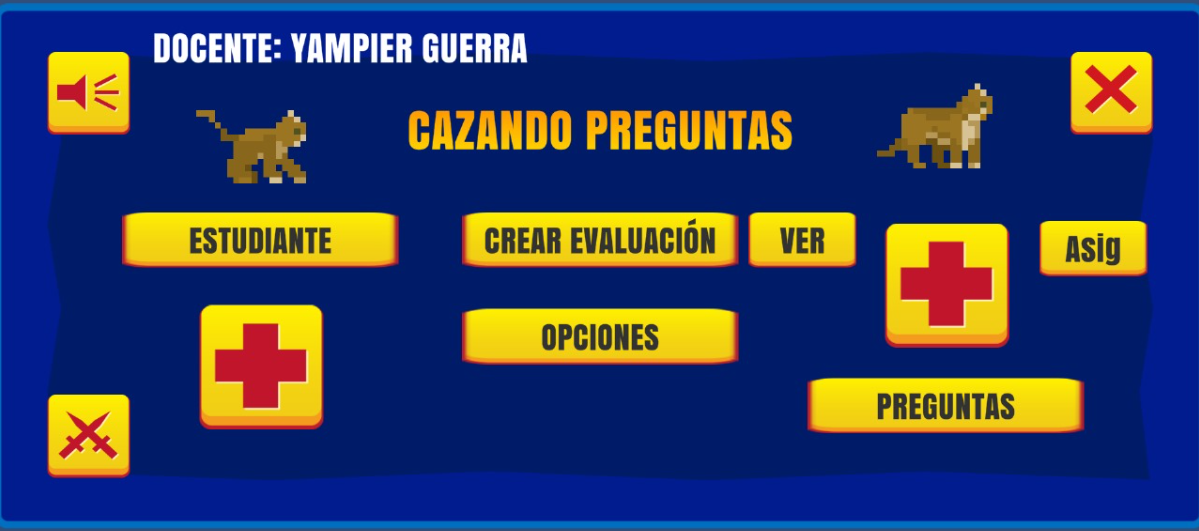 DOCENTE: YAMPIER GUERRA
CAZANDO PREGUNTAS
ESTUDIANTE
CREAR EVALUACIÓN
VER
Asig
OPCIONES
PREGUNTAS